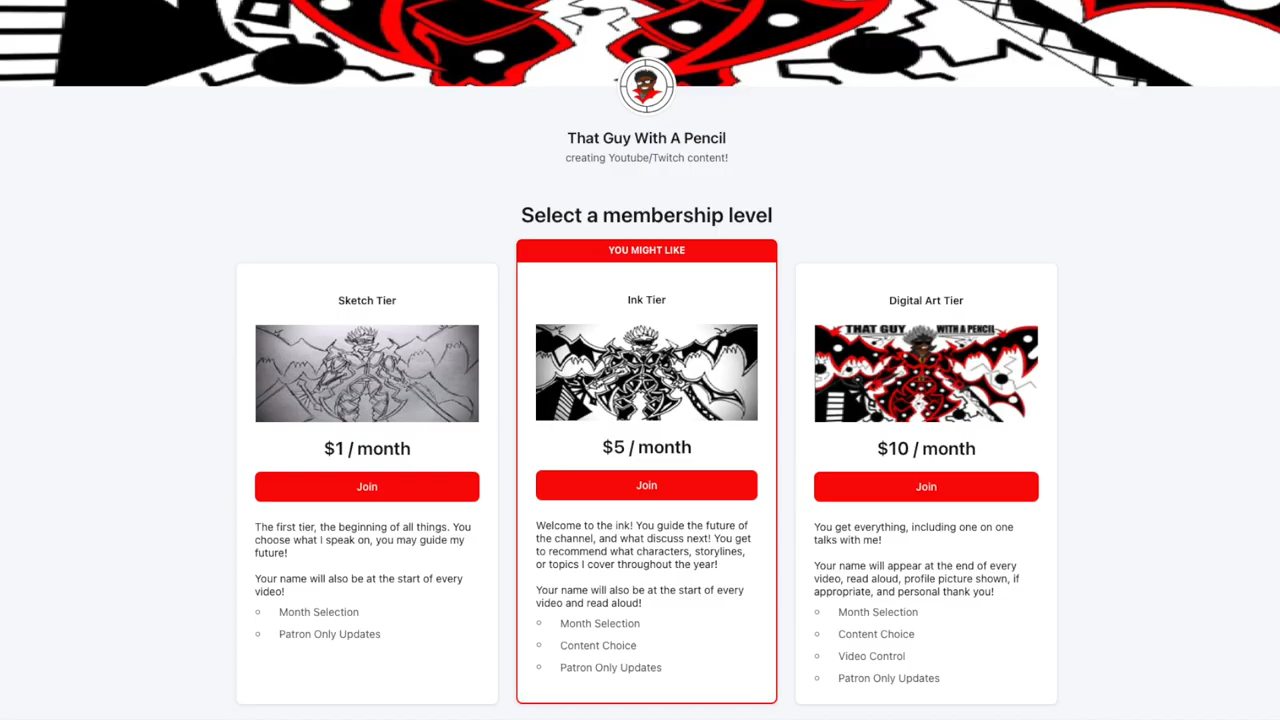 That Guy With A Pencil
creating Youtube/Twitch content!
Select a membership level
Sketch Tier
$1 / month
Join
The first tier, the beginning of all things. You
choose what I speak on, you may guide my
future!
Your name will also be at the start of every
video!
Month Selection
Patron Only Updates
YOU MIGHT LIKE
Ink Tier
$5 / month
Join
Welcome to the ink! You guide the future of
the channel, and what discuss next! You get
to recommend what characters, storylines,
or topics I cover throughout the year!
Your name will also be at the start of every
video and read aloud!
Month Selection
Content Choice
Patron Only Updates
Digital Art Tier
THAT GUY WITH A PENCIL
$10 / month
Join
You get everything, including one on one
talks with me!
Your name will appear at the end of every
video, read aloud, profile picture shown, if
appropriate, and personal thank you!
Month Selection
Content Choice
Video Control
Patron Only Updates